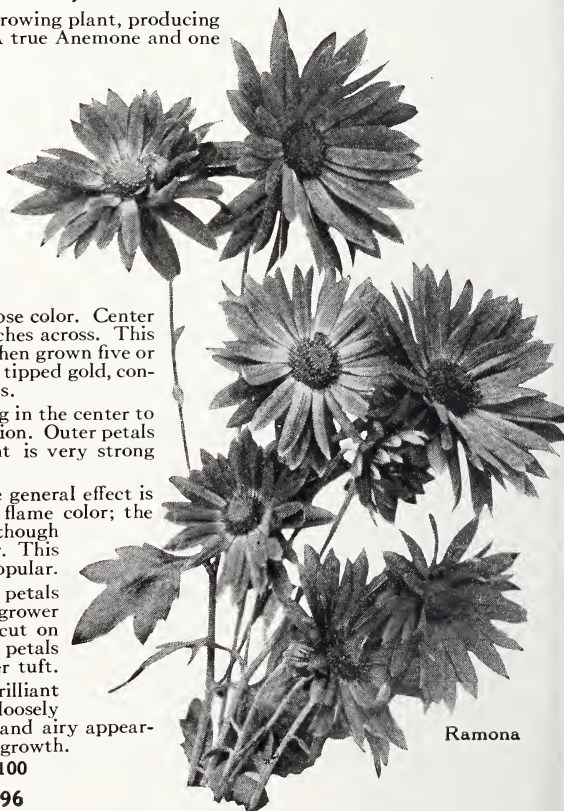 rowing plant, producing
true Anemone and one
ose color. Center
ches across. This
hen grown five or
tipped gold, con-
s.
g in the center to
ion. Outer petals
t is very strong
general effect is
flame color; the
though
. This
opular.
petals
grower
cut on
petals
r tuft.
rilliant
loosely
and airy appear-
growth.
100
96
Ramona